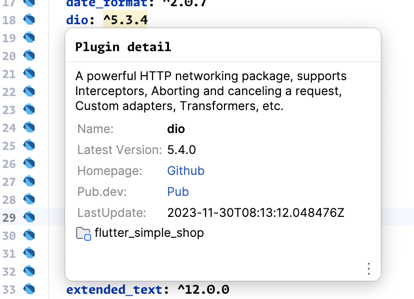 17 date_format: ^2.0.7
18 dio: ^5.3.4
19
20
21
22
23
24
25
26
27
28
29
30
31
32
33 extended_text: ^12.0.0
Plugin detail
A powerful HTTP networking package, supports
Interceptors, Aborting and canceling a request,
Custom adapters, Transformers, etc.
Name: dio
Latest Version: 5.4.0
Homepage: Github
Pub.dev: Pub
LastUpdate: 2023-11-30T08:13:12.048476Z
flutter_simple_shop